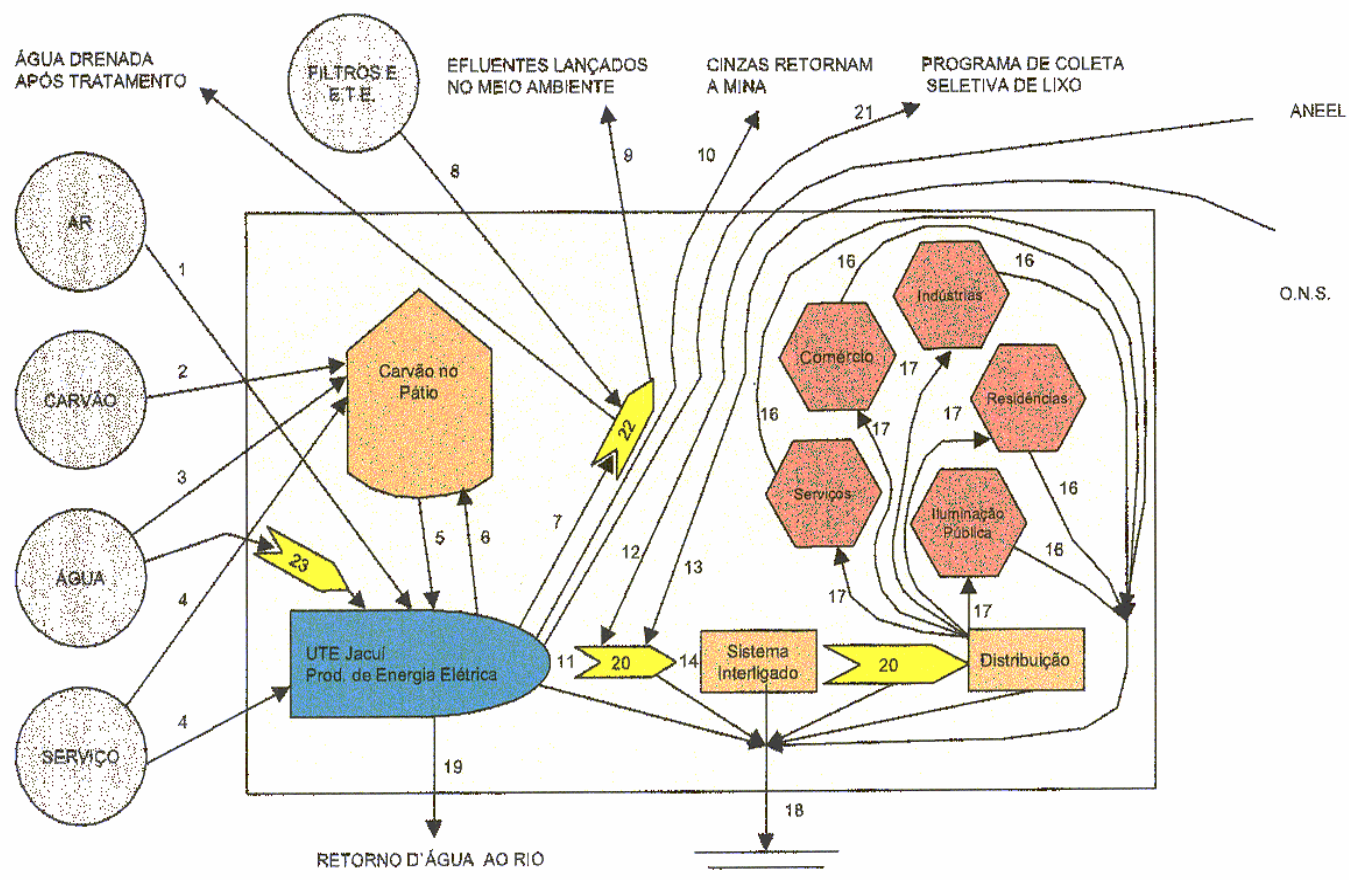 ÁGUA DRENADA
APÓS TRATAMENTO
FILTROS E
E.T.E.
EFLUENTES LANÇADOS
NO MEIO AMBIENTE
CINZAS RETORNAM
A MINA
PROGRAMA DE COLETA
SELETIVA DE LIXO
ANEEL
O.N.S.
8
9
10
21
AR
1
CARVÃO
2
Carvão no
Pátio
3
ÁGUA
23
4
SERVIÇO
4
5
6
7
22
12
13
UTE Jacuí
Prod. de Energia Elétrica
11
20
14
Sistema
Interligado
20
Distribuição
Indústrias
16
16
Comércio
17
Residências
16
17
17
Serviços
16
Iluminação
Pública
16
17
17
19
18
RETORNO D'ÁGUA AO RIO